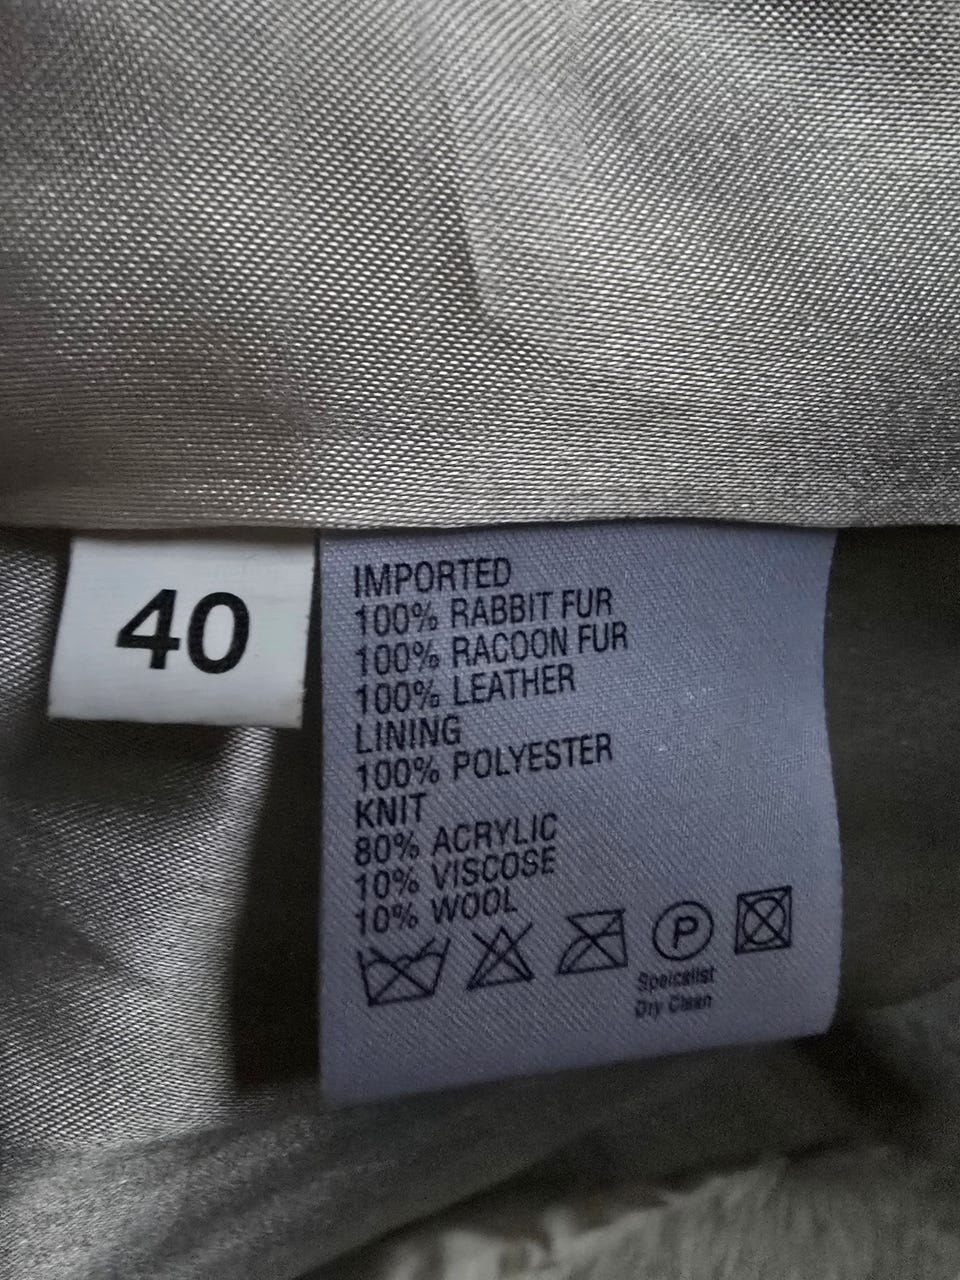 40
IMPORTED
100% RABBIT FUR
100% RACOON FUR
100% LEATHER
LINING
100% POLYESTER
KNIT
80% ACRYLIC
10% VISCOSE
10% WOOL
P
Speicalist
Dry Clean